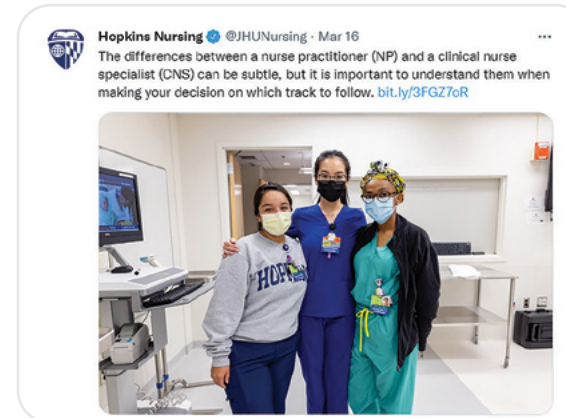 Hopkins Nursing @JHUNursing · Mar 16
The differences between a nurse practitioner (NP) and a clinical nurse
specialist (CNS) can be subtle, but it is important to understand them when
making your decision on which track to follow. bit.ly/3FGZ7oR
HOPKINS